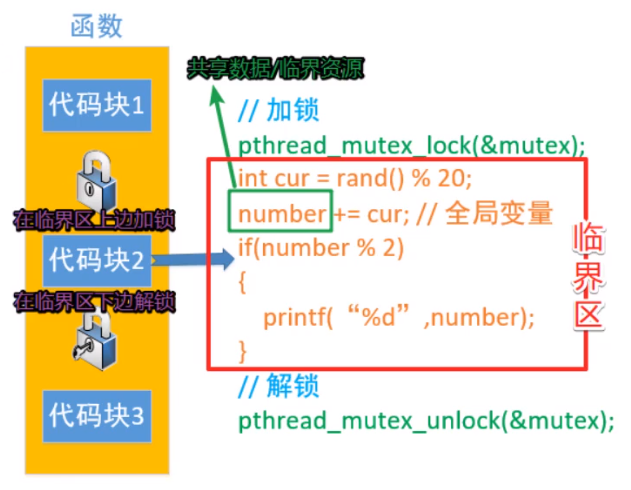 函数
共享数据/临界资源
代码块1
// 加锁
pthread_mutex_lock(&mutex);
int cur = rand() % 20;
在临界区上边加锁
number += cur; // 全局变量
代码块2
if(number % 2)
{
在临界区下边解锁
printf( “%d” ,number);
}
临界区
// 解锁
代码块3
pthread_mutex_unlock(&mutex);